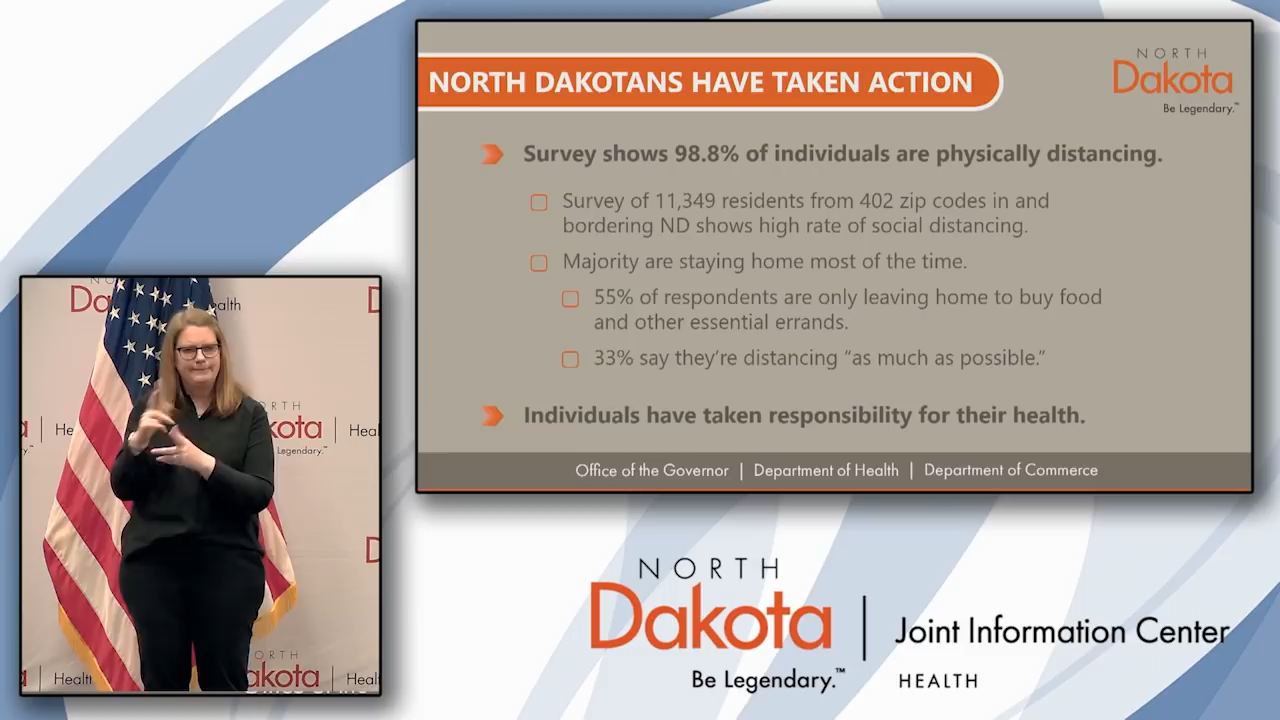 NORTH DAKOTANS HAVE TAKEN ACTION
NORTH
Dakota
Be Legendary.™
Survey shows 98.8% of individuals are physically distancing.
Survey of 11,349 residents from 402 zip codes in and
bordering ND shows high rate of social distancing.
Majority are staying home most of the time.
55% of respondents are only leaving home to buy food
and other essential errands.
33% say they're distancing “as much as possible.”
Individuals have taken responsibility for their health.
Office of the Governor | Department of Health | Department of Commerce
NORTH
Dakota
Be Legendary.™
Joint Information Center
HEALTH